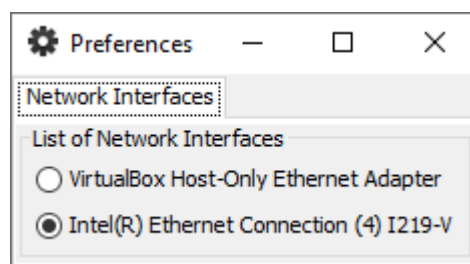 Preferences
Network Interfaces
List of Network Interfaces
VirtualBox Host-Only Ethernet Adapter
Intel(R) Ethernet Connection (4) I219-V